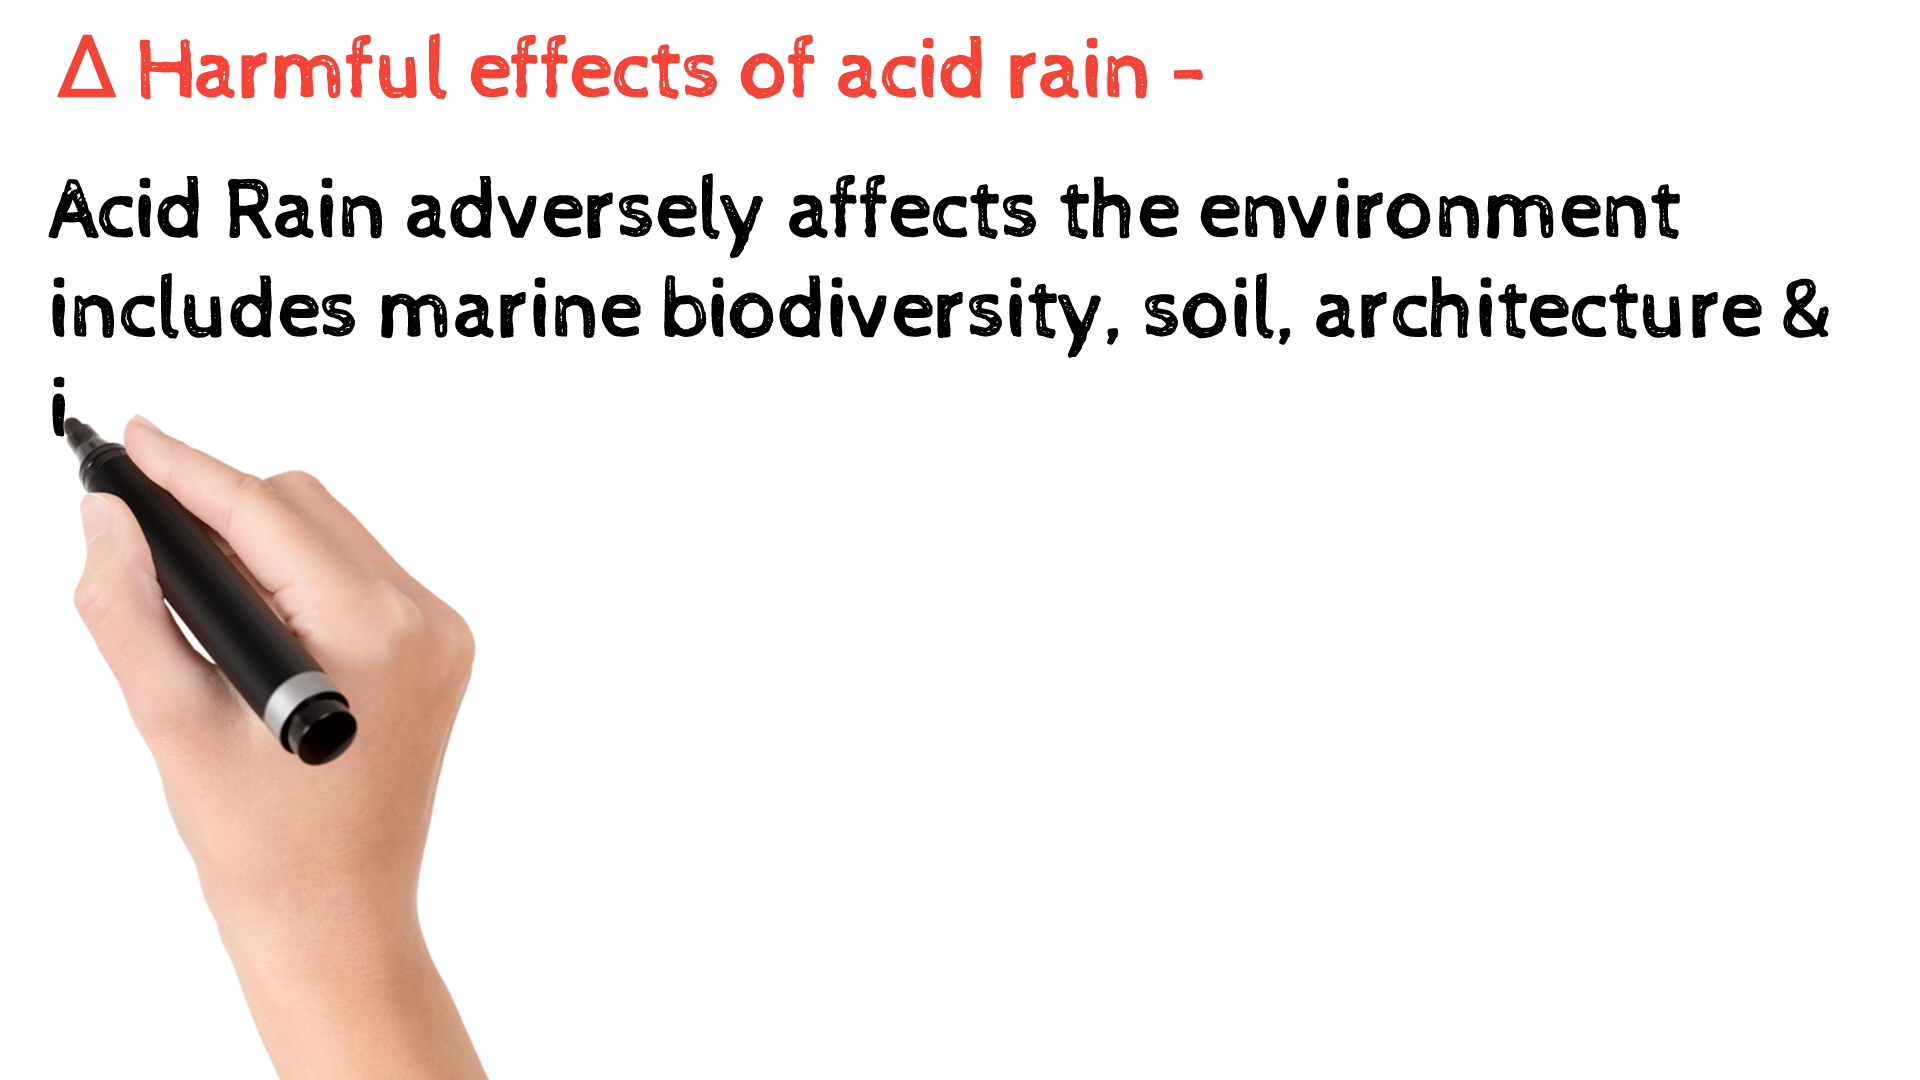 Δ Harmful effects of acid rain -
Acid Rain adversely affects the environment
includes marine biodiversity, soil, architecture &
i